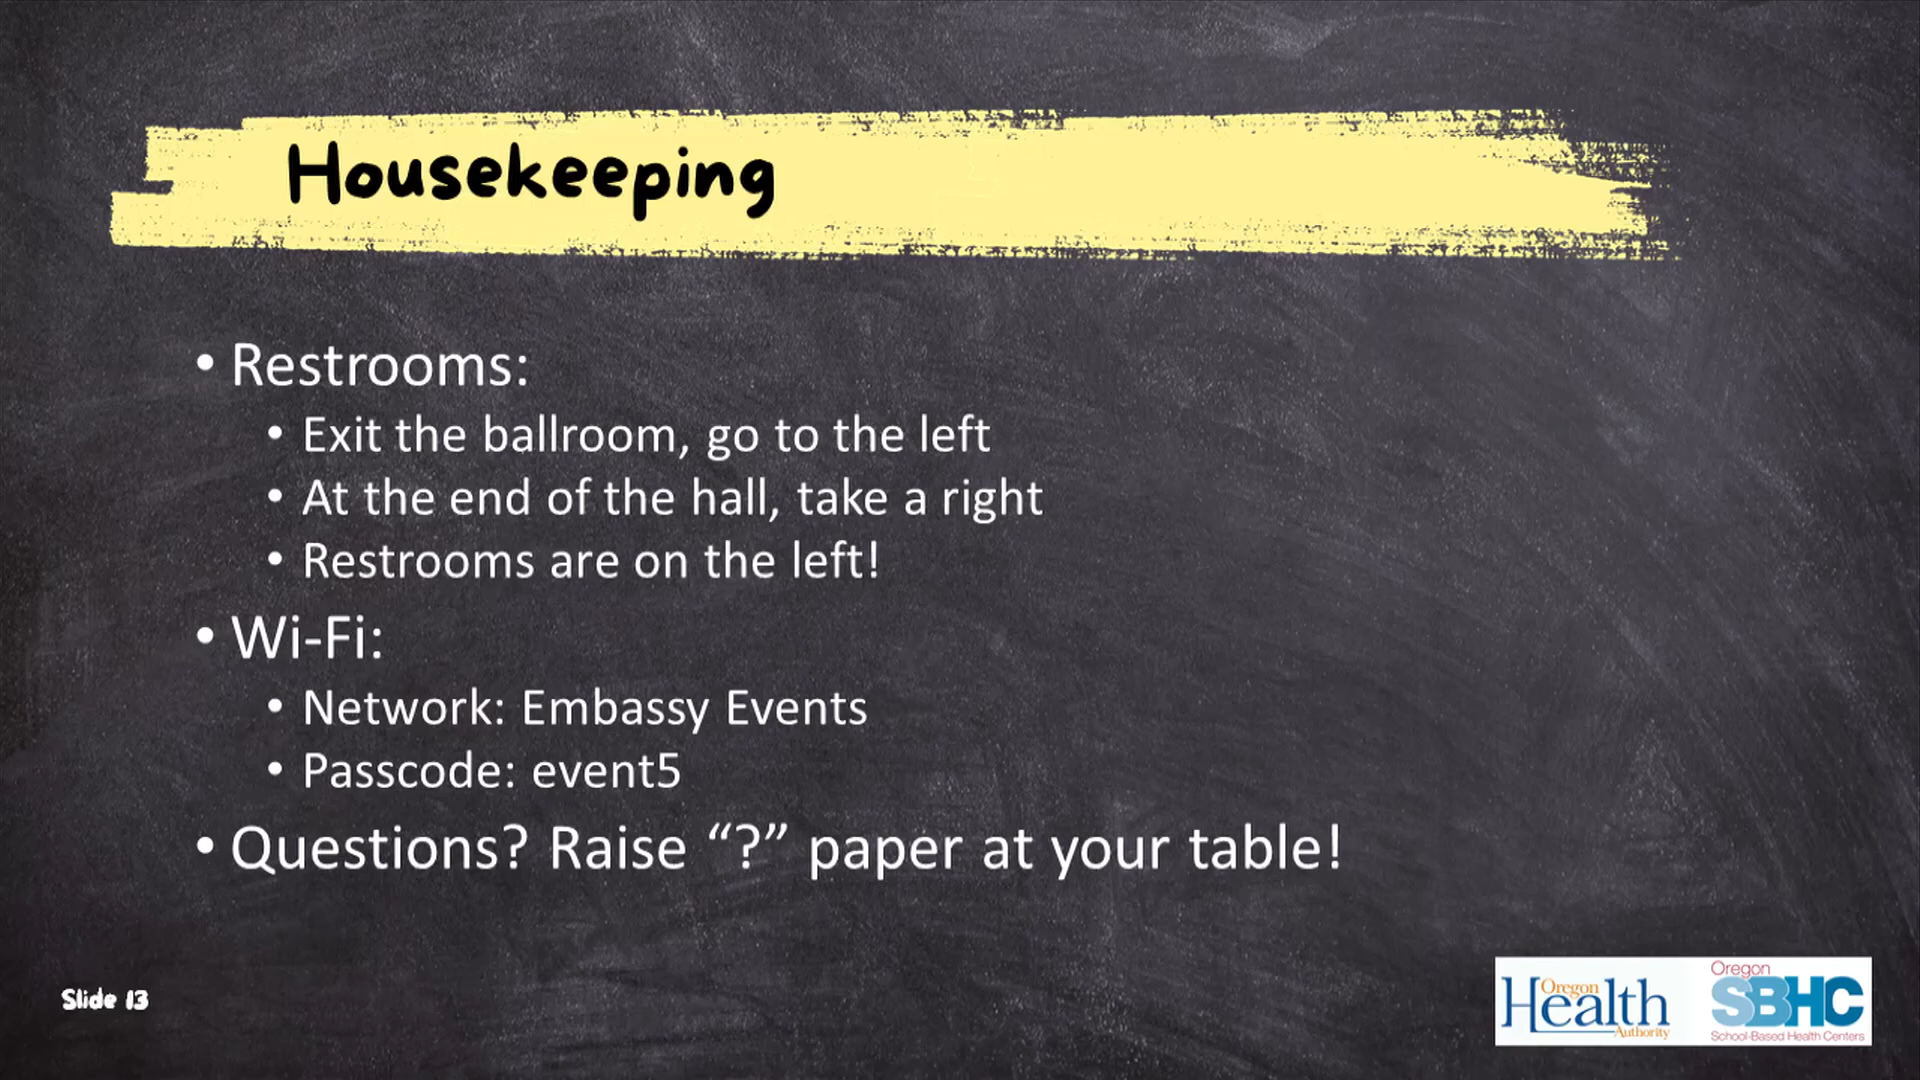 Housekeeping
• Restrooms:
• Exit the ballroom, go to the left
• At the end of the hall, take a right
• Restrooms are on the left!
• Wi-Fi:
• Network: Embassy Events
• Passcode: event5
• Questions? Raise “?” paper at your table!
Slide 13
Oregon
Health
Authority
Oregon
SBHC
School-Based Health Centers